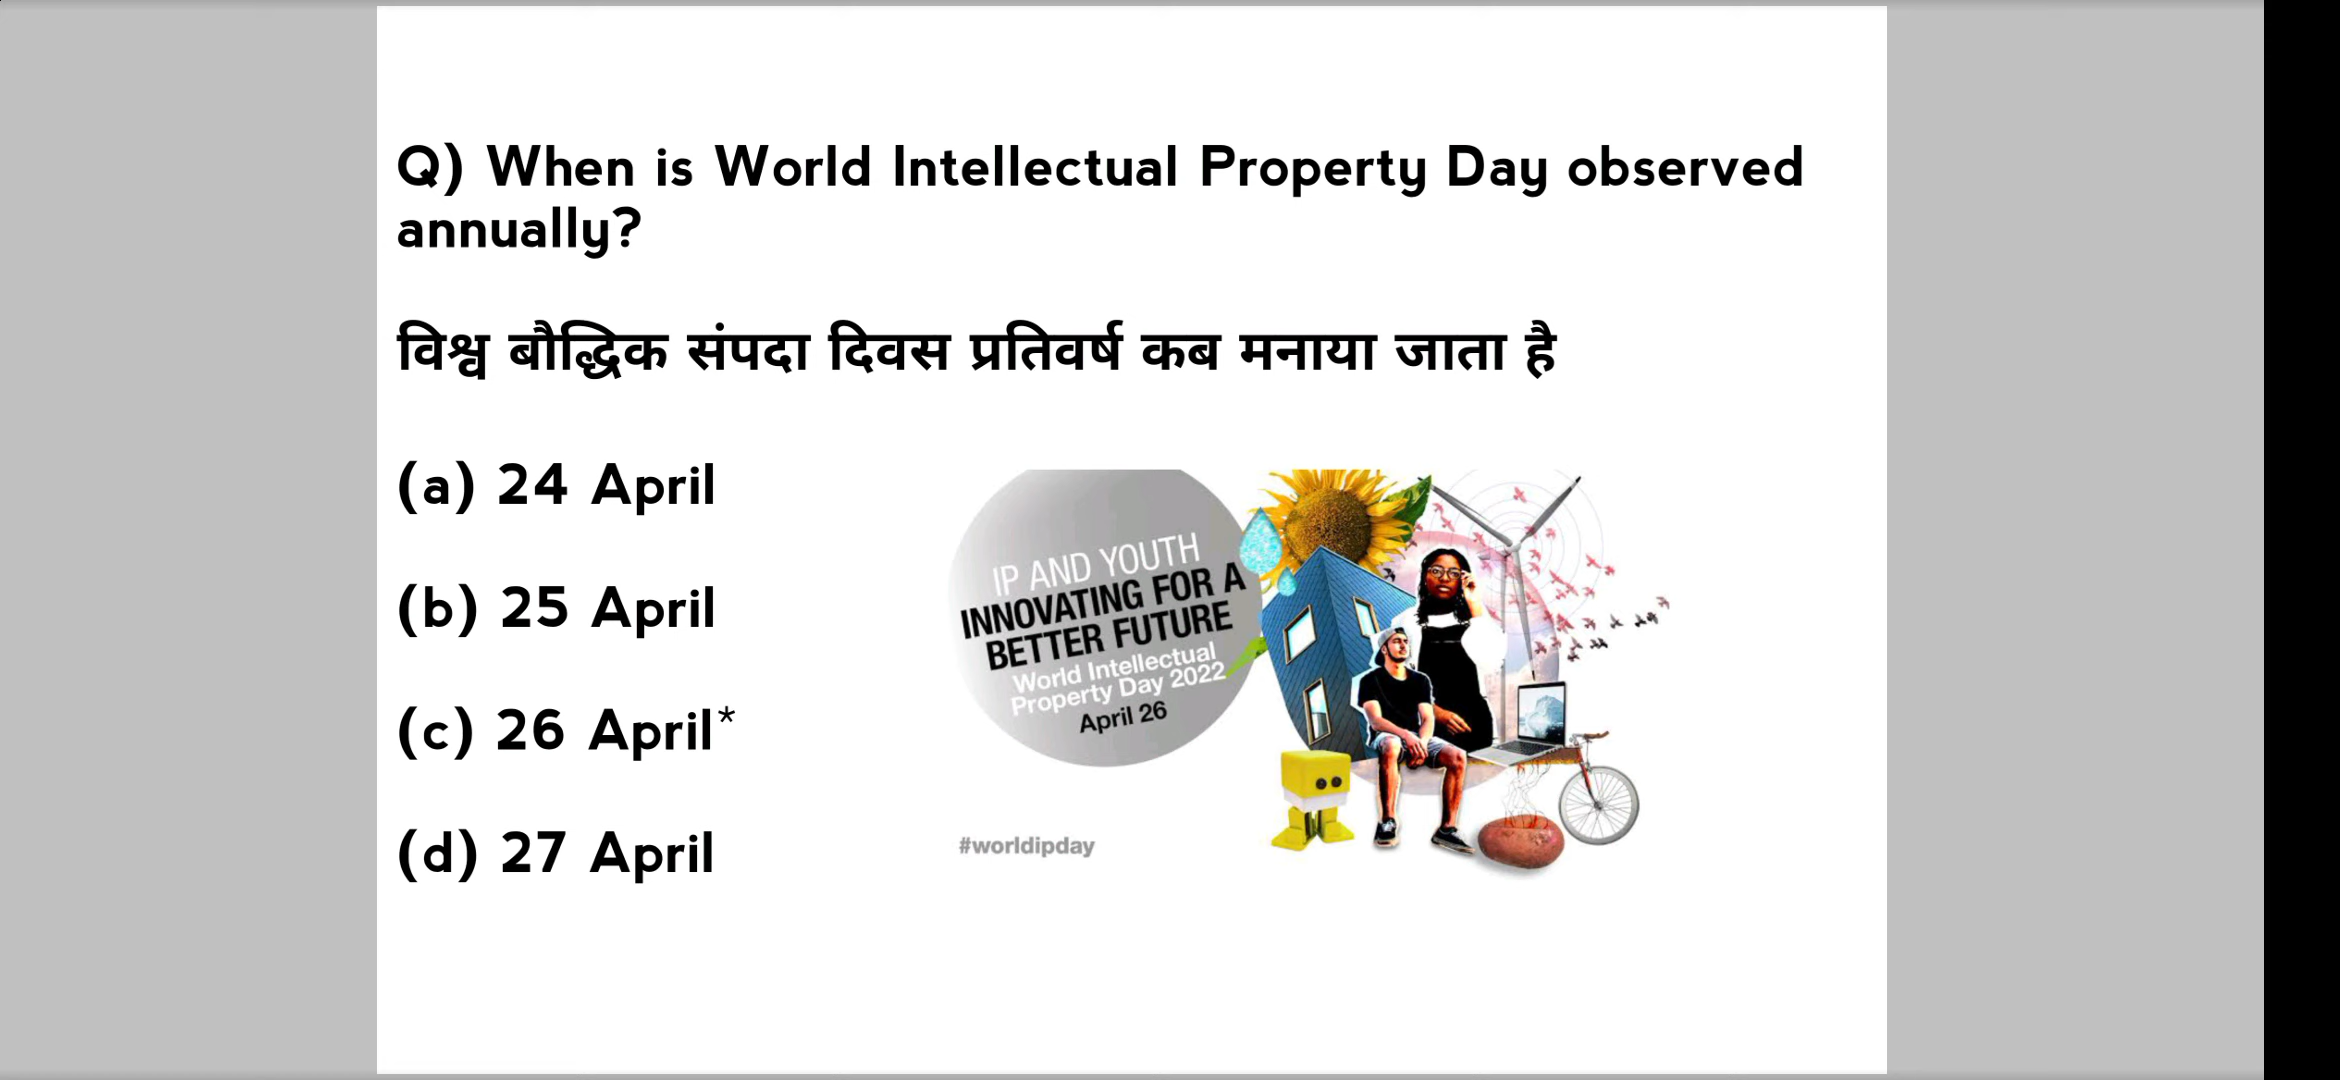 Q) When is World Intellectual Property Day observed
annually?
विश्व बौद्धिक संपदा दिवस प्रतिवर्ष कब मनाया जाता है
(a) 24 April
(b) 25 April
(c) 26 April*
(d) 27 April
IP AND YOUTH
INNOVATING FOR A
BETTER FUTURE
World Intellectual
Property Day 2022
April 26
#worldipday